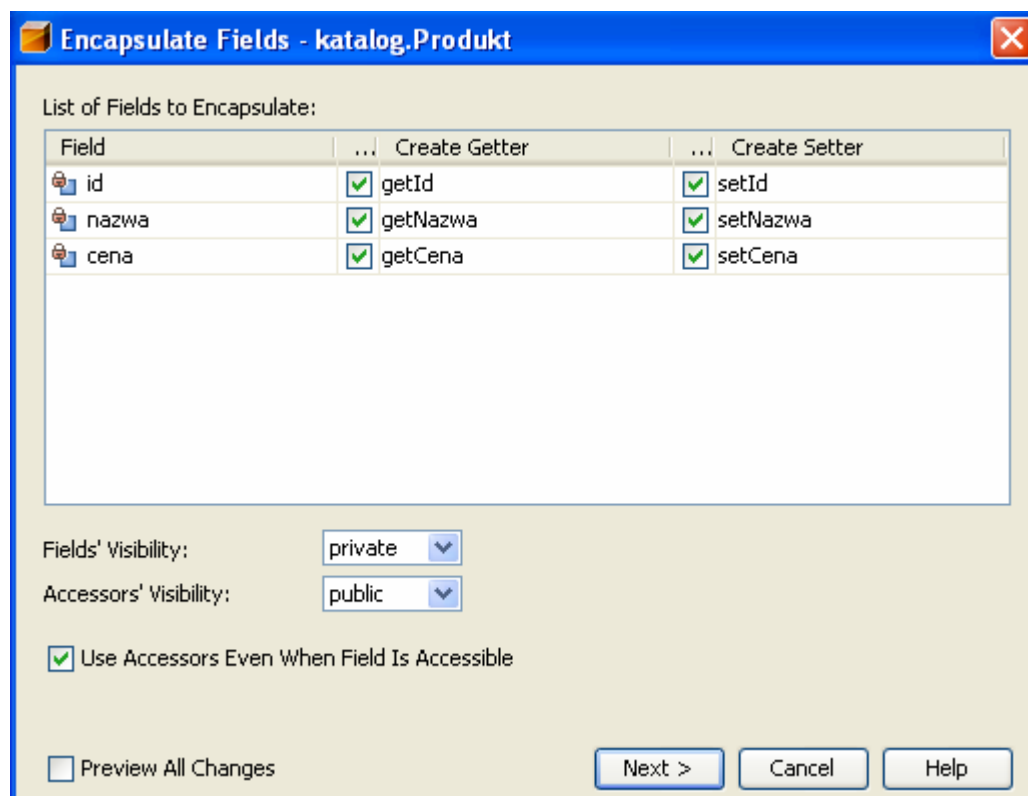 Encapsulate Fields - katalog.Produkt
List of Fields to Encapsulate:
Field ... Create Getter ... Create Setter
id getId setId
nazwa getNazwa setNazwa
cena getCena setCena
Fields' Visibility: private
Accessors' Visibility: public
Use Accessors Even When Field Is Accessible
Preview All Changes Next > Cancel Help